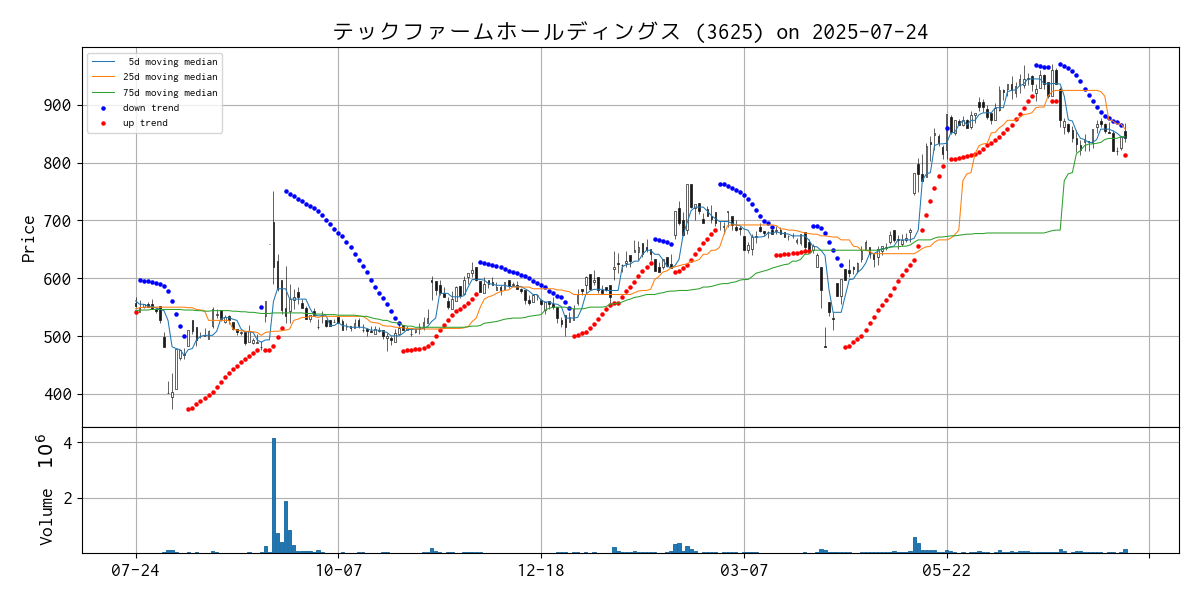 テックファームホールディングス (3625) on 2025-07-24
5d moving median
25d moving median
75d moving median
down trend
up trend
Price
900
800
700
600
500
400
Volume 10^6
4
2
07-24 10-07 12-18 03-07 05-22